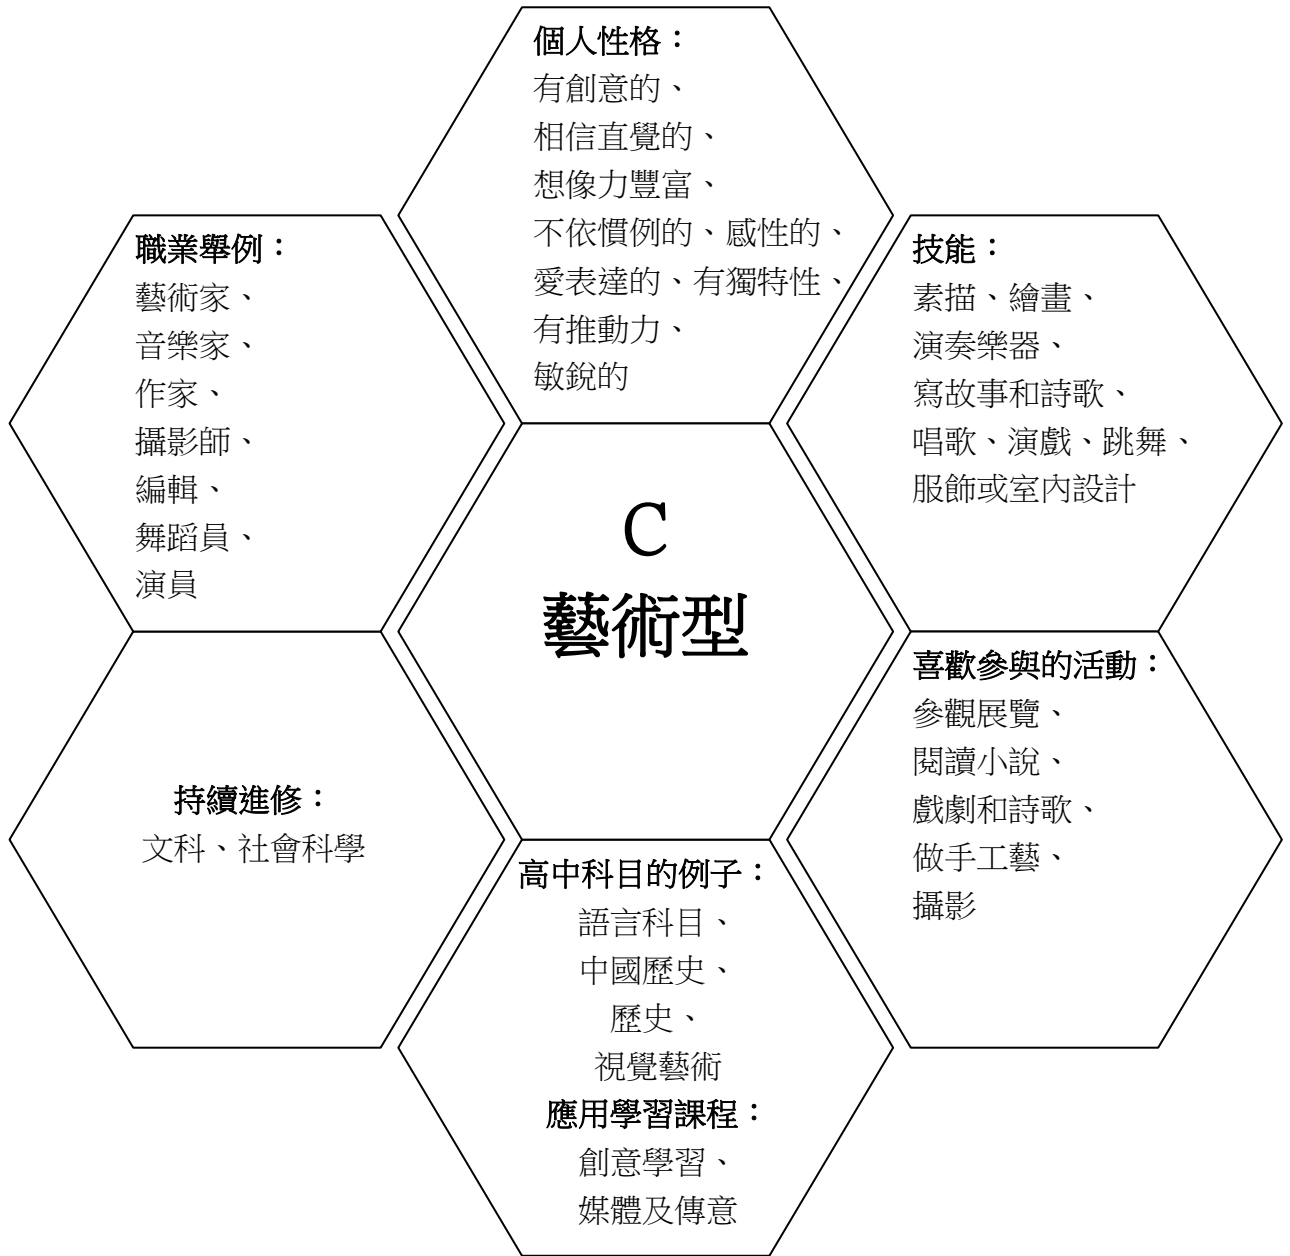 個人性格：
有創意的、
相信直覺的、
想像力豐富、
不依慣例的、感性的、
愛表達的、有獨特性、
有推動力、
敏銳的
職業舉例：
藝術家、
音樂家、
作家、
攝影師、
編輯、
舞蹈員、
演員
技能：
素描、繪畫、
演奏樂器、
寫故事和詩歌、
唱歌、演戲、跳舞、
服飾或室內設計
C
藝術型
持續進修：
文科、社會科學
喜歡參與的活動：
參觀展覽、
閱讀小說、
戲劇和詩歌、
做手工藝、
攝影
高中科目的例子：
語言科目、
中國歷史、
歷史、
視覺藝術
應用學習課程：
創意學習、
媒體及傳意